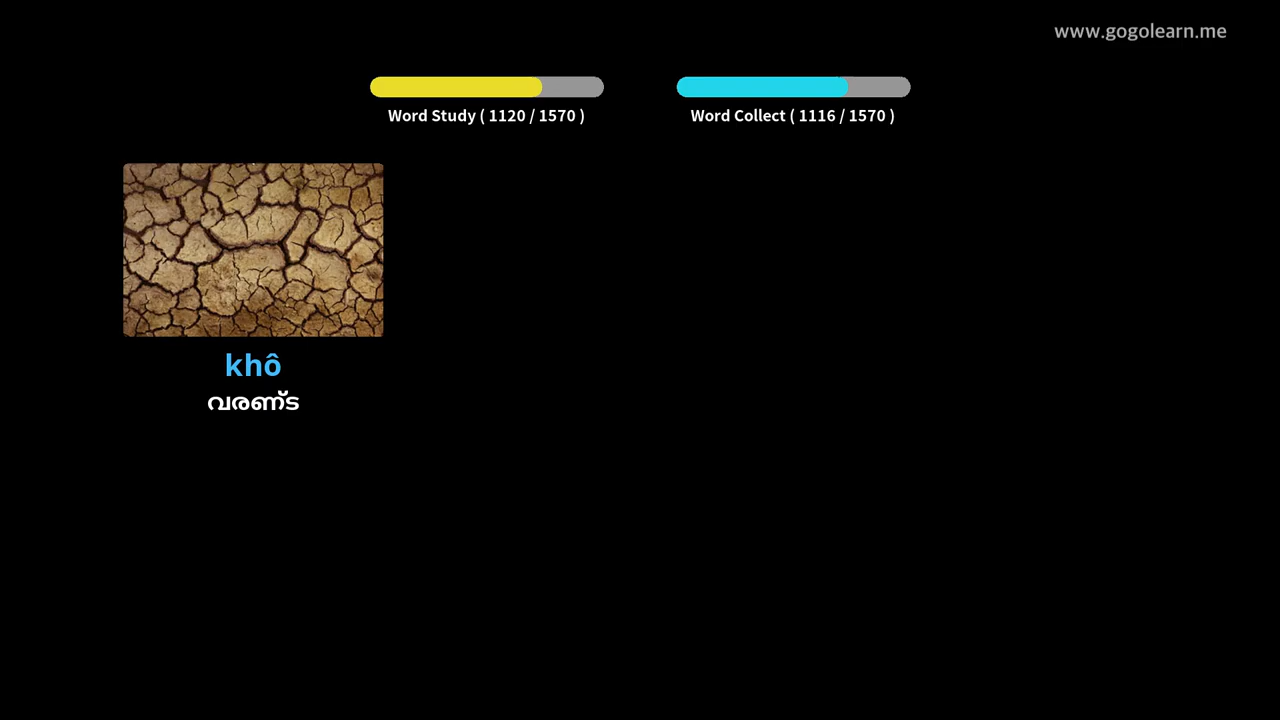 www.gogolearn.me
Word Study ( 1120 / 1570 )
Word Collect ( 1116 / 1570 )
khô
വരണ്ട